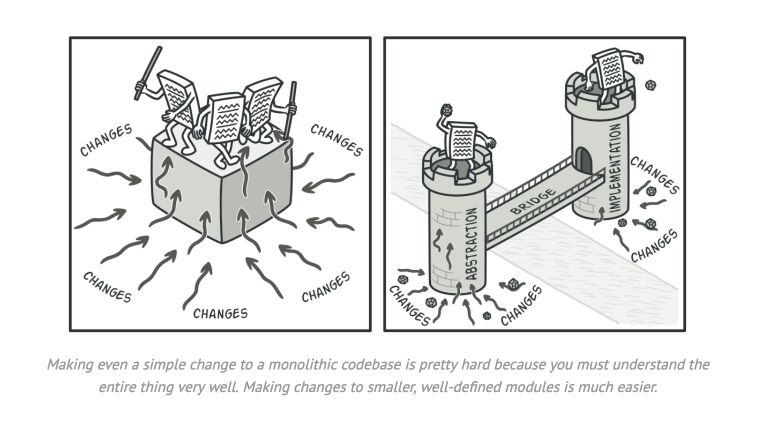 CHANGES
CHANGES
CHANGES
CHANGES
CHANGES
ABSTRACTION
BRIDGE
IMPLEMENTATION
CHANGES
CHANGES
CHANGES
CHANGES
Making even a simple change to a monolithic codebase is pretty hard because you must understand the
entire thing very well. Making changes to smaller, well-defined modules is much easier.